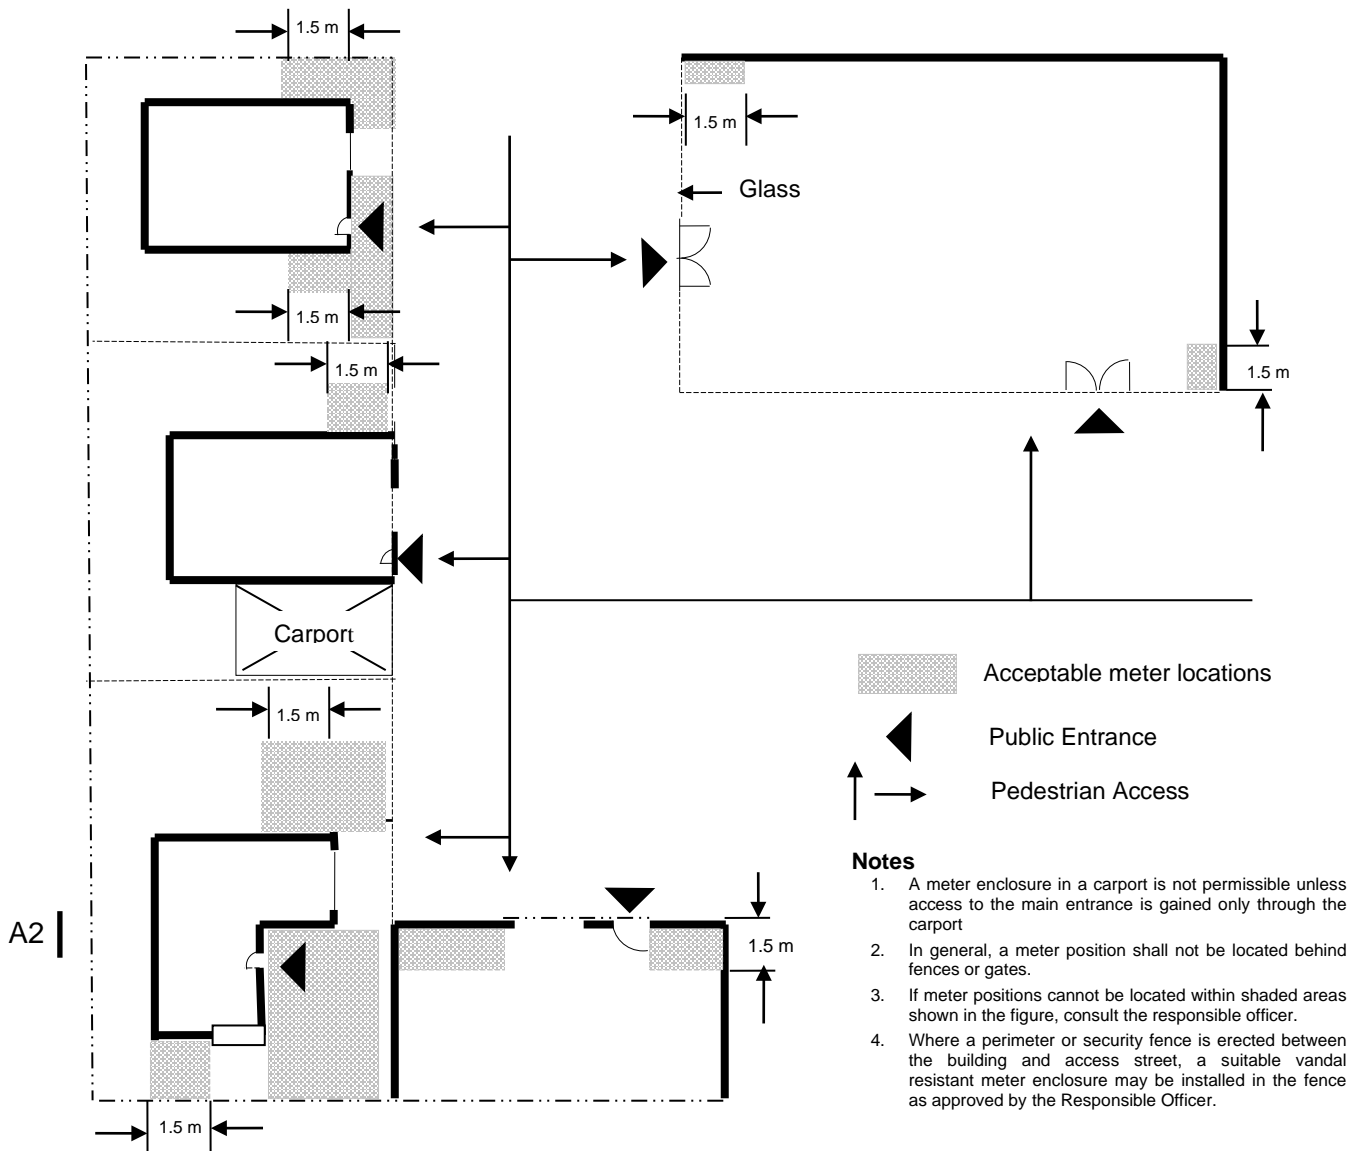 1.5 m
1.5 m
Glass
1.5 m
1.5 m
1.5 m
Carport
Acceptable meter locations
1.5 m
Public Entrance
Pedestrian Access
Notes
1. A meter enclosure in a carport is not permissible unless
access to the main entrance is gained only through the
carport
A2
1.5 m
2. In general, a meter position shall not be located behind
fences or gates.
3. If meter positions cannot be located within shaded areas
shown in the figure, consult the responsible officer.
4. Where a perimeter or security fence is erected between
the building and access street, a suitable vandal
resistant meter enclosure may be installed in the fence
as approved by the Responsible Officer.
1.5 m